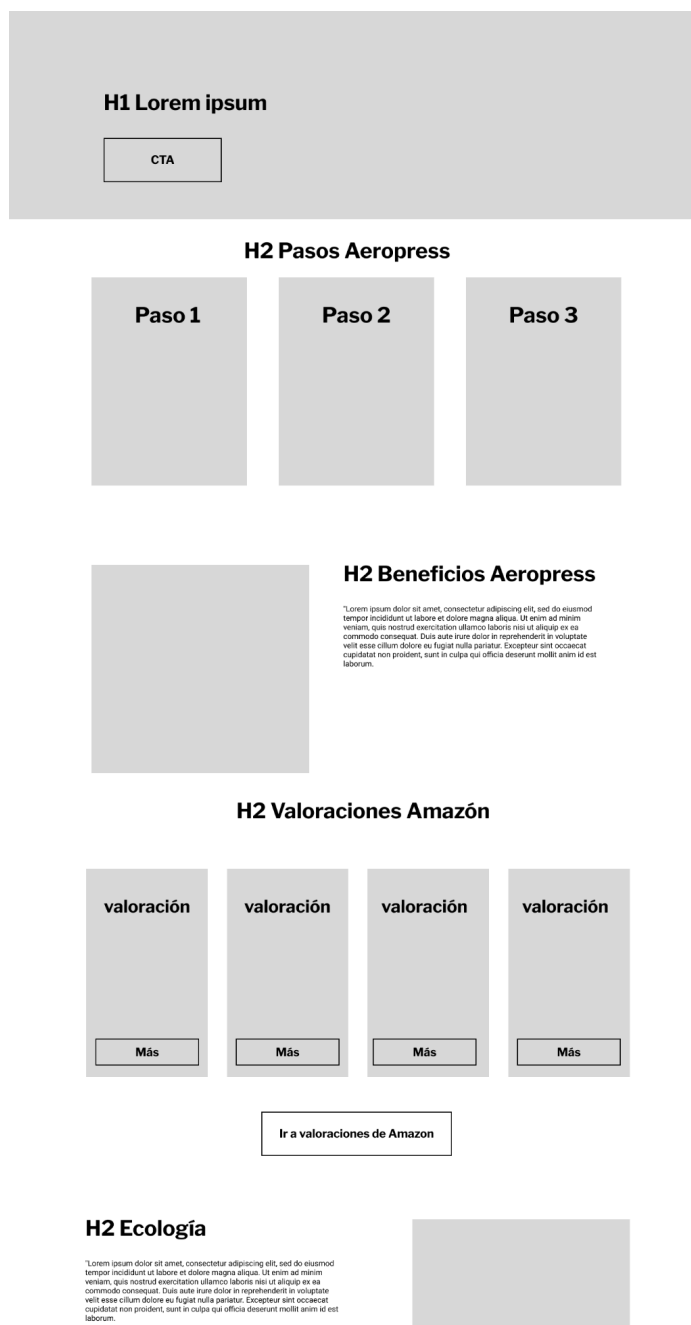 H1 Lorem ipsum
CTA
H2 Pasos Aeropress
Paso 1
Paso 2
Paso 3
H2 Beneficios Aeropress
"Lorem ipsum dolor sit amet, consectetur adipiscing elit, sed do eiusmod
tempor incididunt ut labore et dolore magna aliqua. Ut enim ad minim
veniam, quis nostrud exercitation ullamco laboris nisi ut aliquip ex ea
commodo consequat. Duis aute irure dolor in reprehenderit in voluptate
velit esse cillum dolore eu fugiat nulla pariatur. Excepteur sint occaecat
cupidatat non proident, sunt in culpa qui officia deserunt mollit anim id est
laborum.
H2 Valoraciones Amazón
valoración
valoración
valoración
valoración
Más
Más
Más
Más
Ir a valoraciones de Amazon
H2 Ecología
"Lorem ipsum dolor sit amet, consectetur adipiscing elit, sed do eiusmod
tempor incididunt ut labore et dolore magna aliqua. Ut enim ad minim
veniam, quis nostrud exercitation ullamco laboris nisi ut aliquip ex ea
commodo consequat. Duis aute irure dolor in reprehenderit in voluptate
velit esse cillum dolore eu fugiat nulla pariatur. Excepteur sint occaecat
cupidatat non proident, sunt in culpa qui officia deserunt mollit anim id est
laborum.